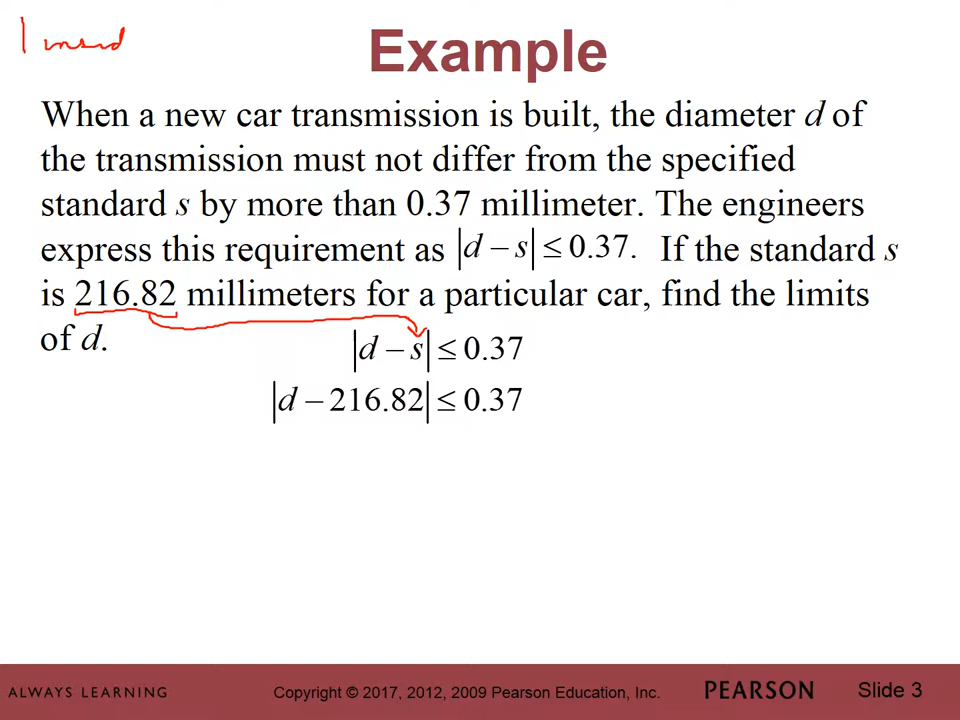 Example
When a new car transmission is built, the diameter d of
the transmission must not differ from the specified
standard s by more than 0.37 millimeter. The engineers
express this requirement as |d − s| ≤ 0.37. If the standard s
is 216.82 millimeters for a particular car, find the limits
of d.
|d − s| ≤ 0.37
|d − 216.82| ≤ 0.37
ALWAYS LEARNING
Copyright © 2017, 2012, 2009 Pearson Education, Inc.
PEARSON
Slide 3